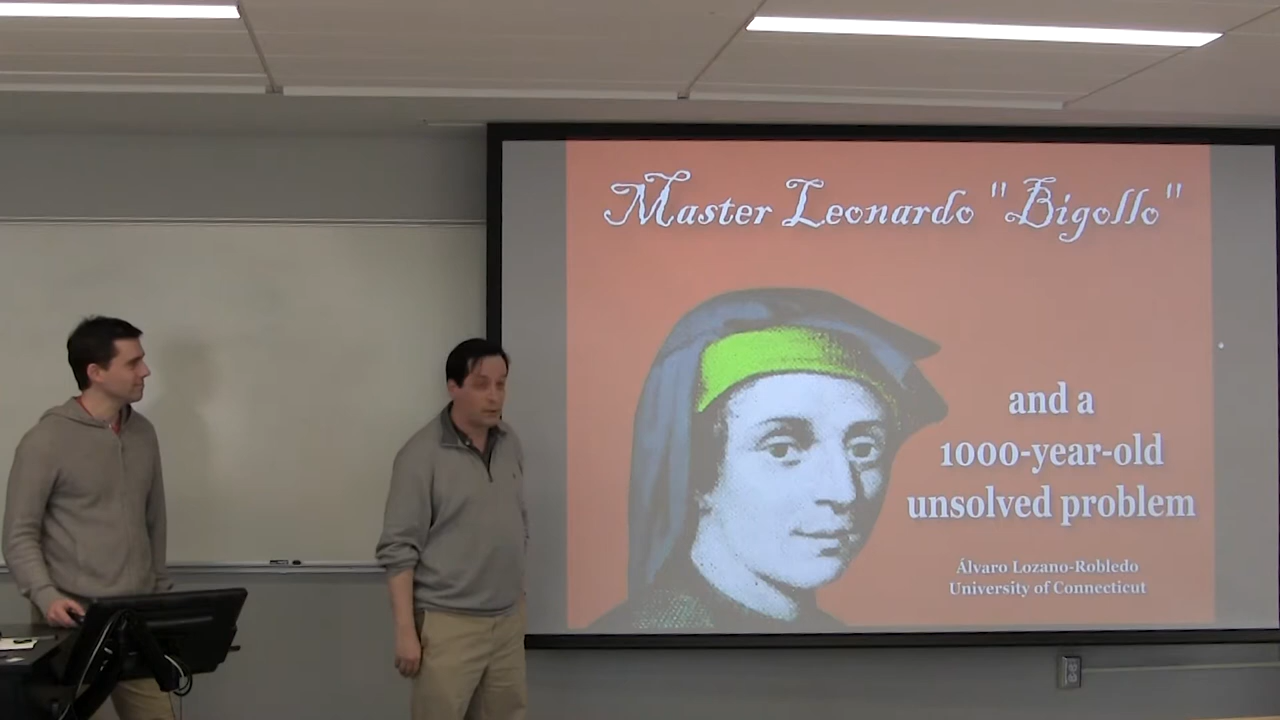 Master Leonardo "Bigollo"
and a
1000-year-old
unsolved problem
Álvaro Lozano-Robledo
University of Connecticut